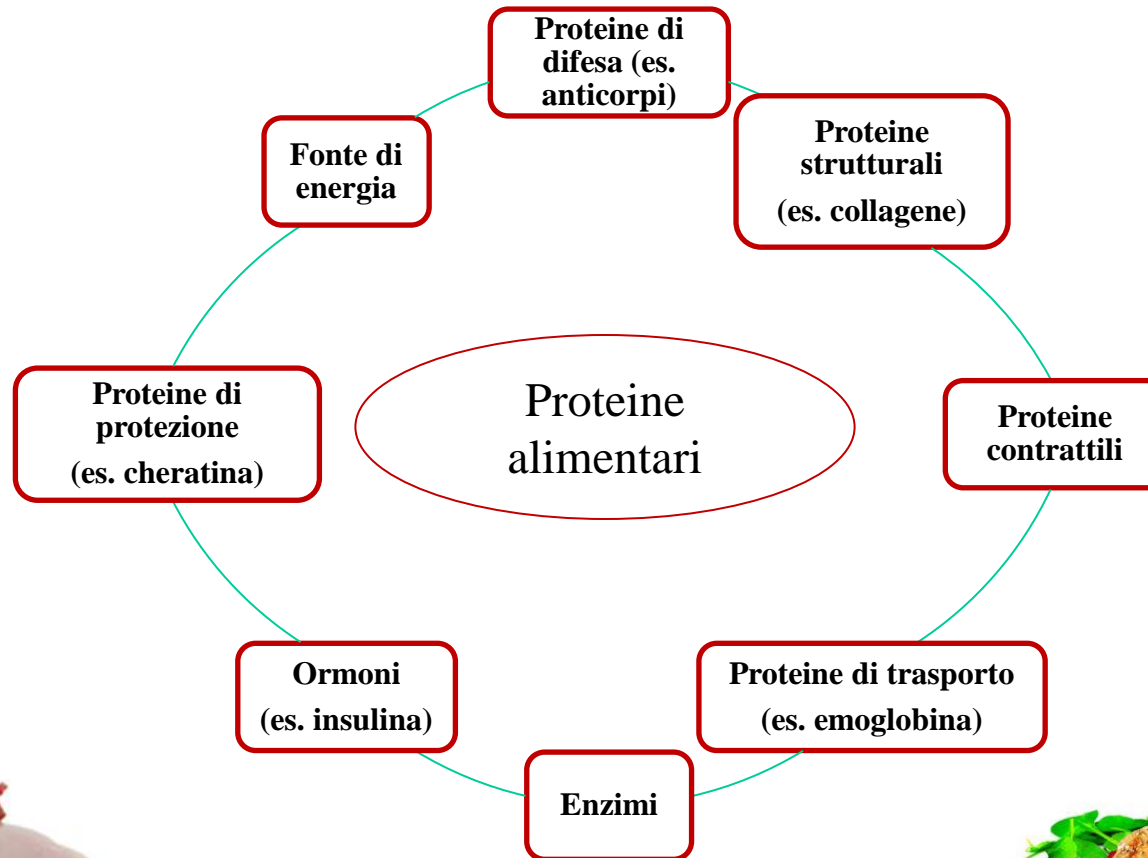 Proteine di
difesa (es.
anticorpi)
Proteine
strutturali
(es. collagene)
Fonte di
energia
Proteine di
protezione
(es. cheratina)
Proteine
alimentari
Proteine
contrattili
Ormoni
(es. insulina)
Proteine di trasporto
(es. emoglobina)
Enzimi